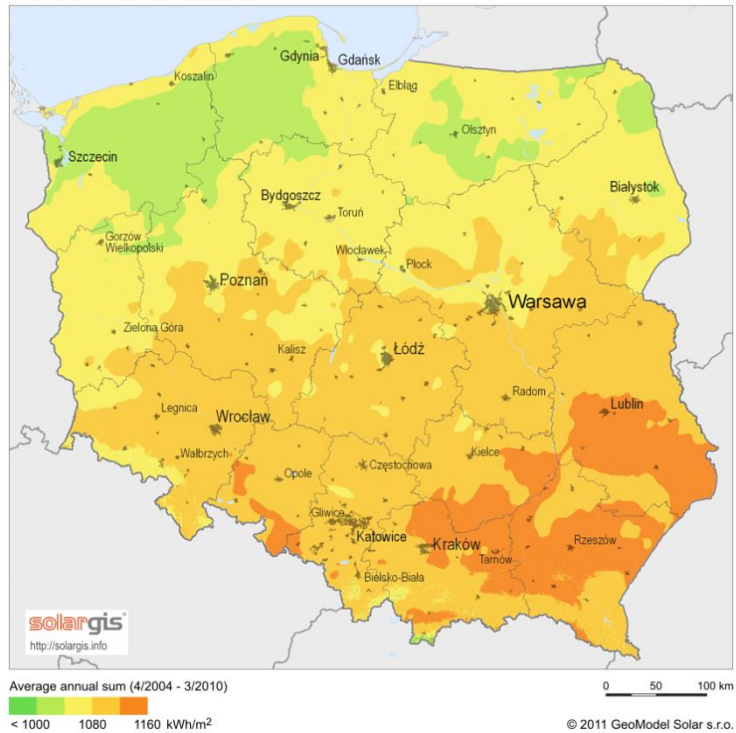 Gdynia
Gdańsk
Koszalin
Elbląg
Olsztyn
Szczecin
Białystok
Bydgoszcz
Toruń
Gorzów
Wielkopolski
Włocławek
Płock
Poznań
Warsawa
Zielona Góra
Kalisz
Łódź
Radom
Legnica
Wrocław
Lublin
Wałbrzych
Opole
Częstochowa
Kielce
Gliwice
Katowice
Kraków
Tarnów
Rzeszów
Bielsko-Biała
solargis
http://solargis.info
Average annual sum (4/2004 - 3/2010)
0 50 100 km
< 1000 1080 1160 kWh/m²
© 2011 GeoModel Solar s.r.o.